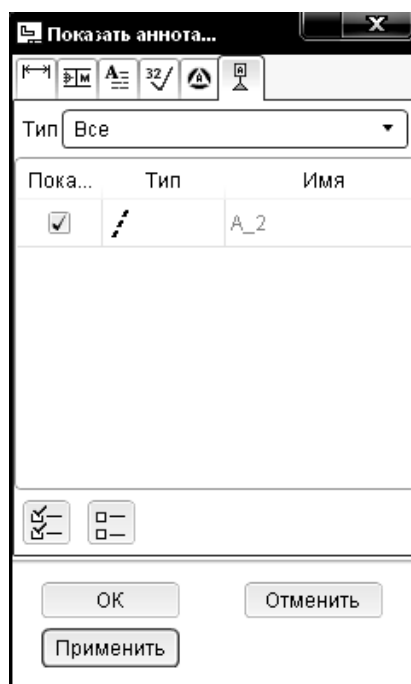 Показать аннота...
Тип Все
Пока... Тип Имя
A_2
ОК Отменить
Применить